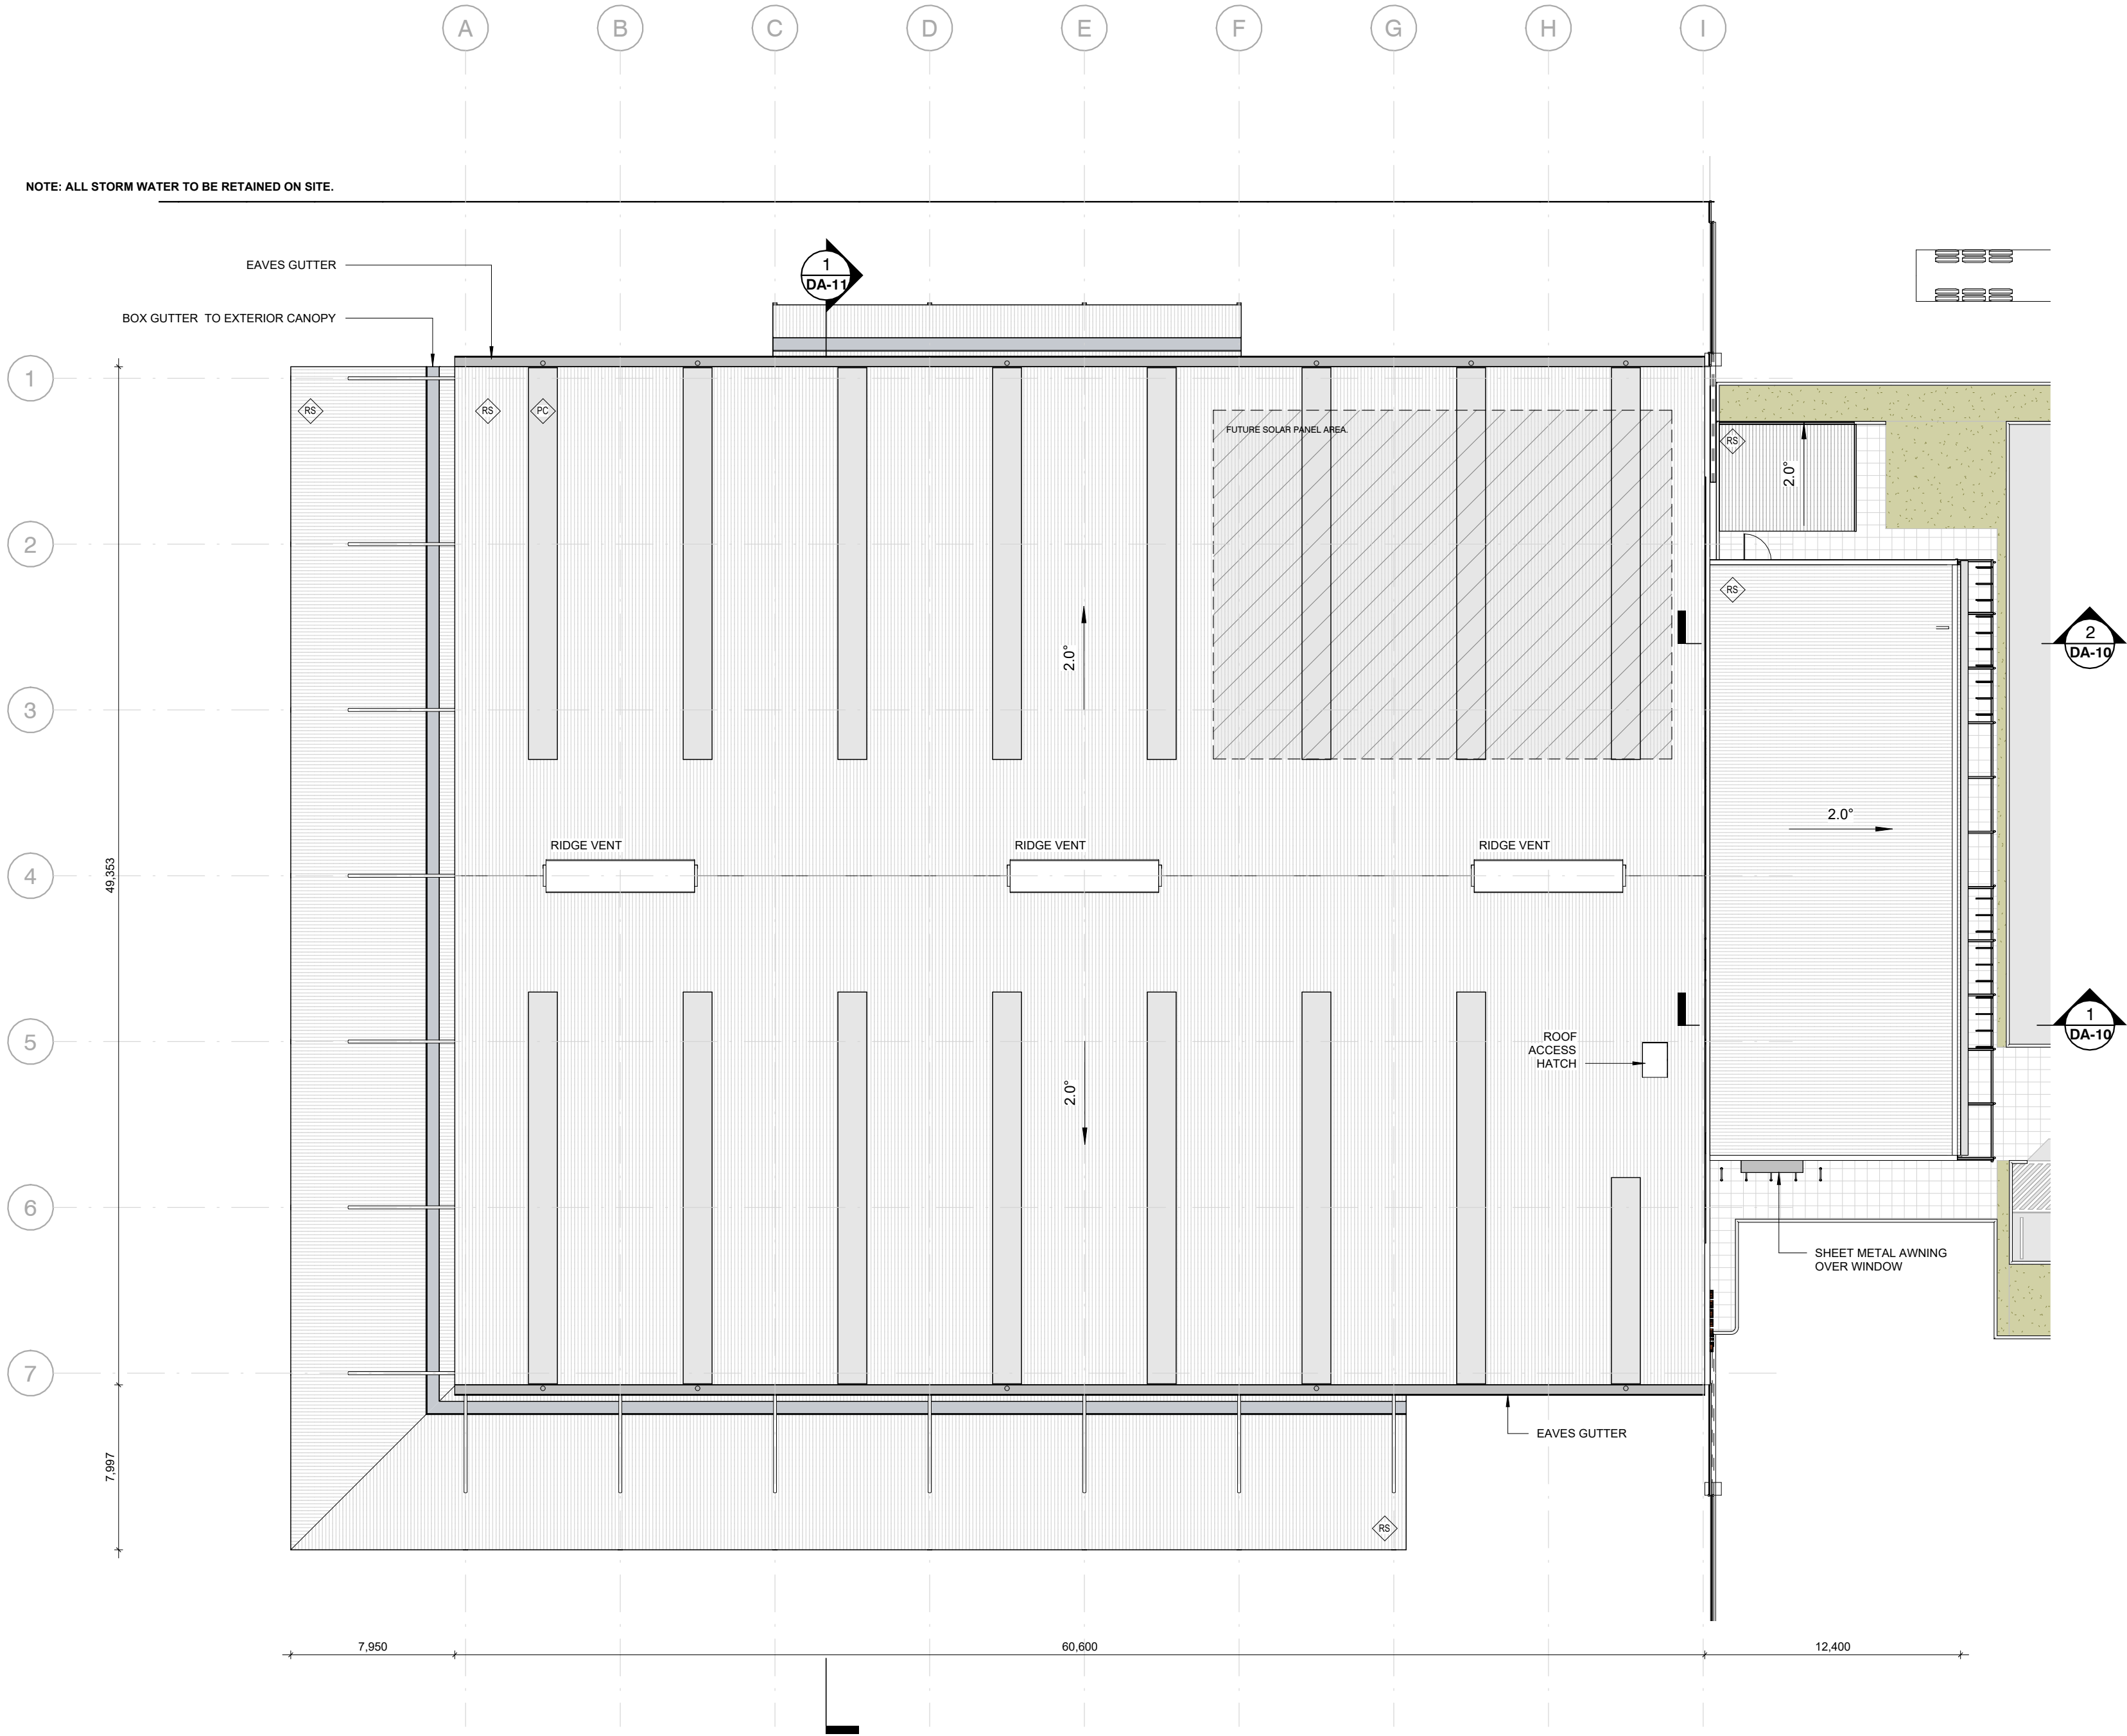 A B C D E F G H I
NOTE: ALL STORM WATER TO BE RETAINED ON SITE.
EAVES GUTTER
1
DA-11
BOX GUTTER TO EXTERIOR CANOPY
1
RS
RS
PC
FUTURE SOLAR PANEL AREA.
RS
2.0°
2
RS
2
DA-10
2.0°
3
2.0°
RIDGE VENT
RIDGE VENT
RIDGE VENT
4
49,353
1
DA-10
5
ROOF
ACCESS
HATCH
2.0°
6
SHEET METAL AWNING
OVER WINDOW
7
EAVES GUTTER
7,997
RS
7,950
60,600
12,400